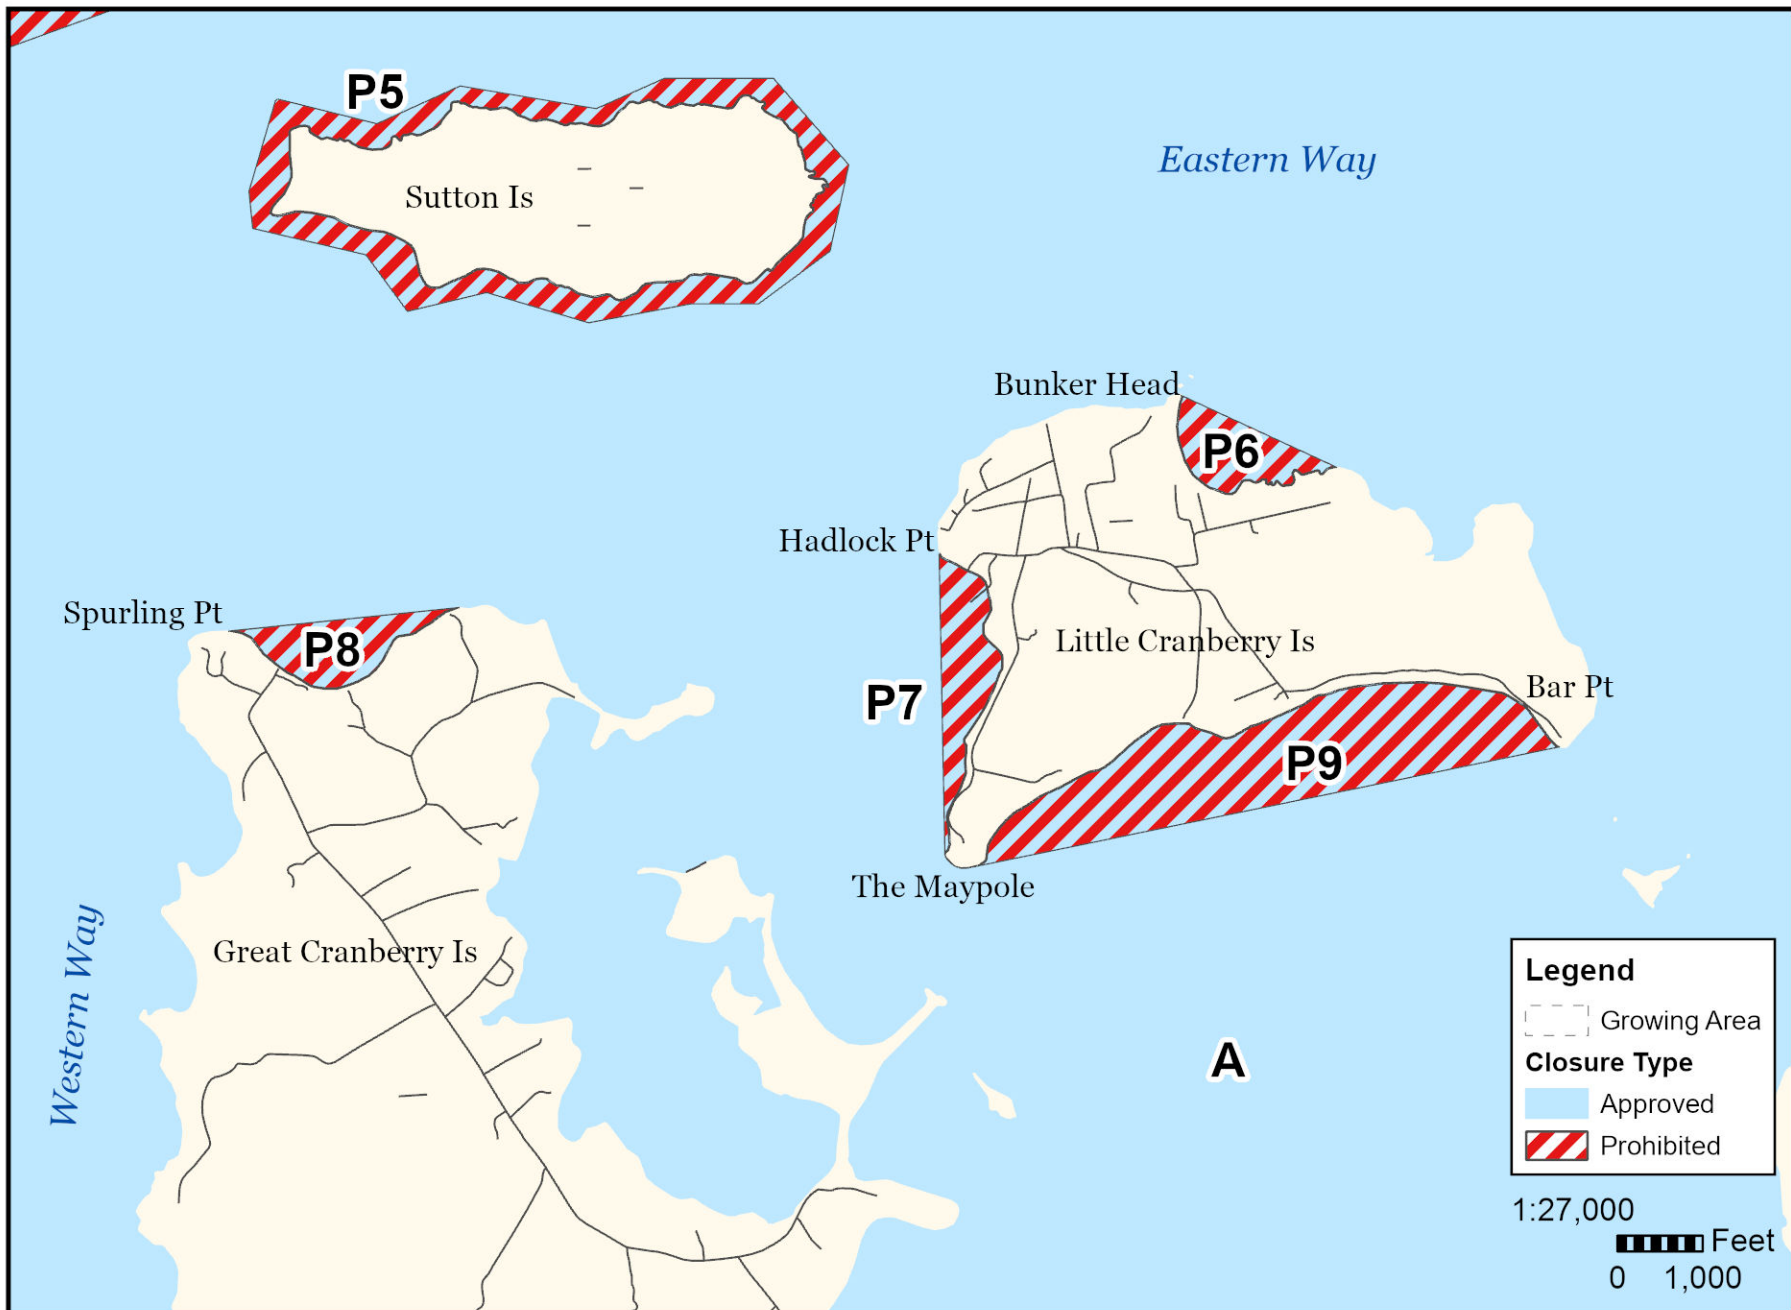 P5
Eastern Way
Sutton Is
Bunker Head
P6
Hadlock Pt
Spurling Pt
P8
Little Cranberry Is
P7
Bar Pt
P9
The Maypole
Great Cranberry Is
Western Way
A
Legend
Growing Area
Closure Type
Approved
Prohibited
1:27,000
Feet
0 1,000